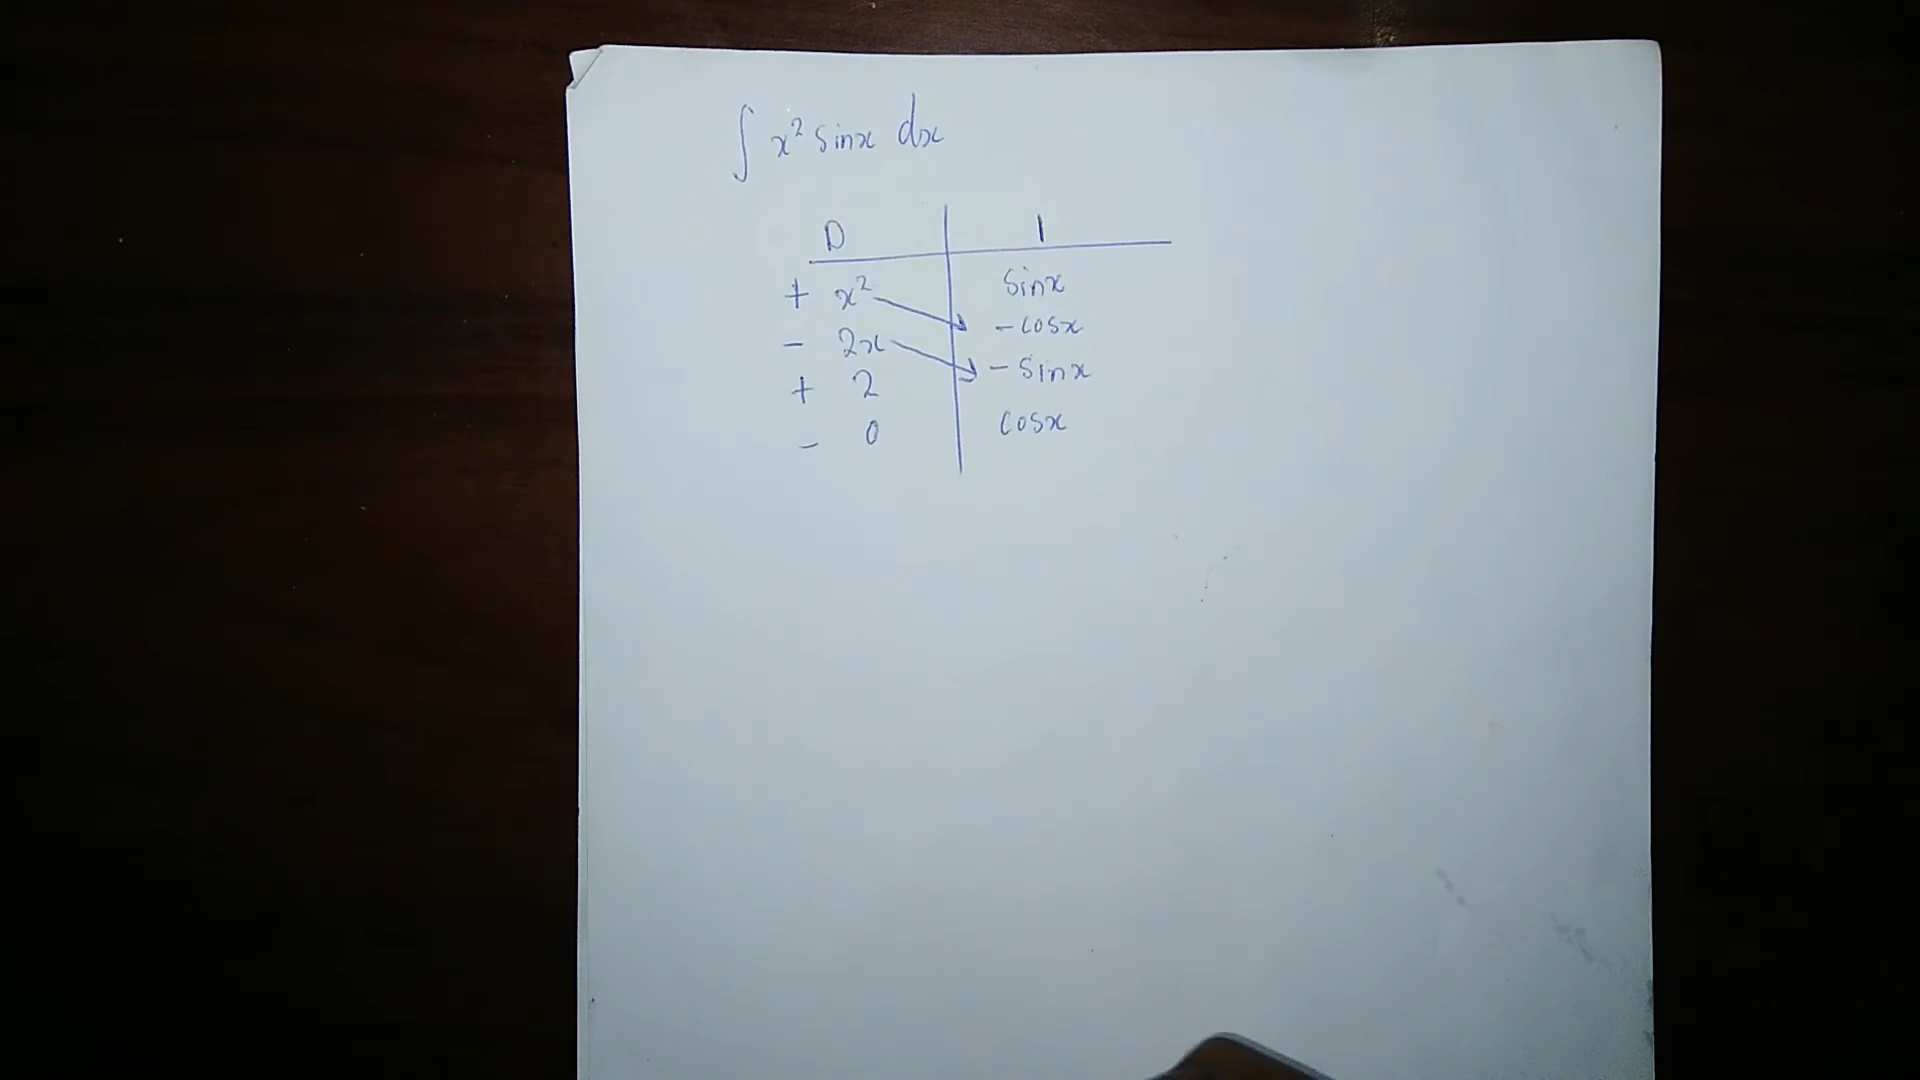 ∫ x² sinx dx
D | I
+ x² | sinx
- 2x | -cosx
+ 2 | - sinx
- 0 | cosx